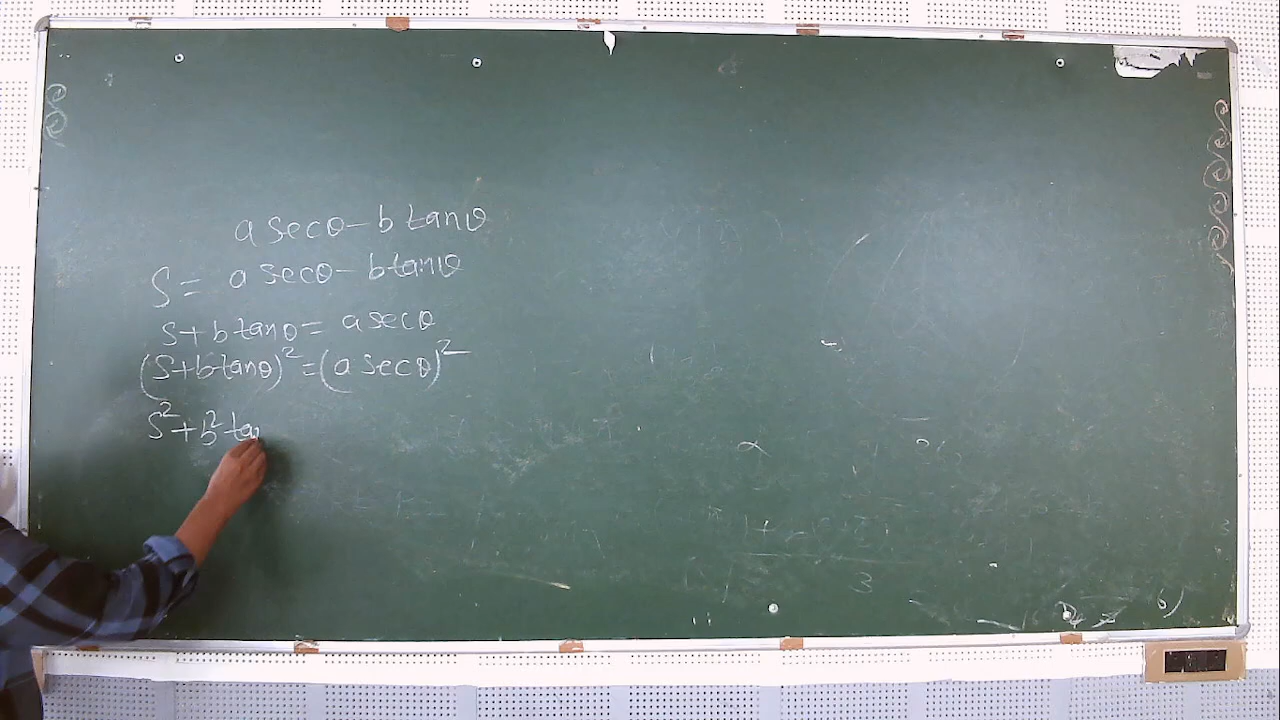 a secθ - b tanθ
S = a secθ - b tanθ
S + b tanθ = a secθ
(S + b tanθ)² = (a secθ)²
S² + b² ta